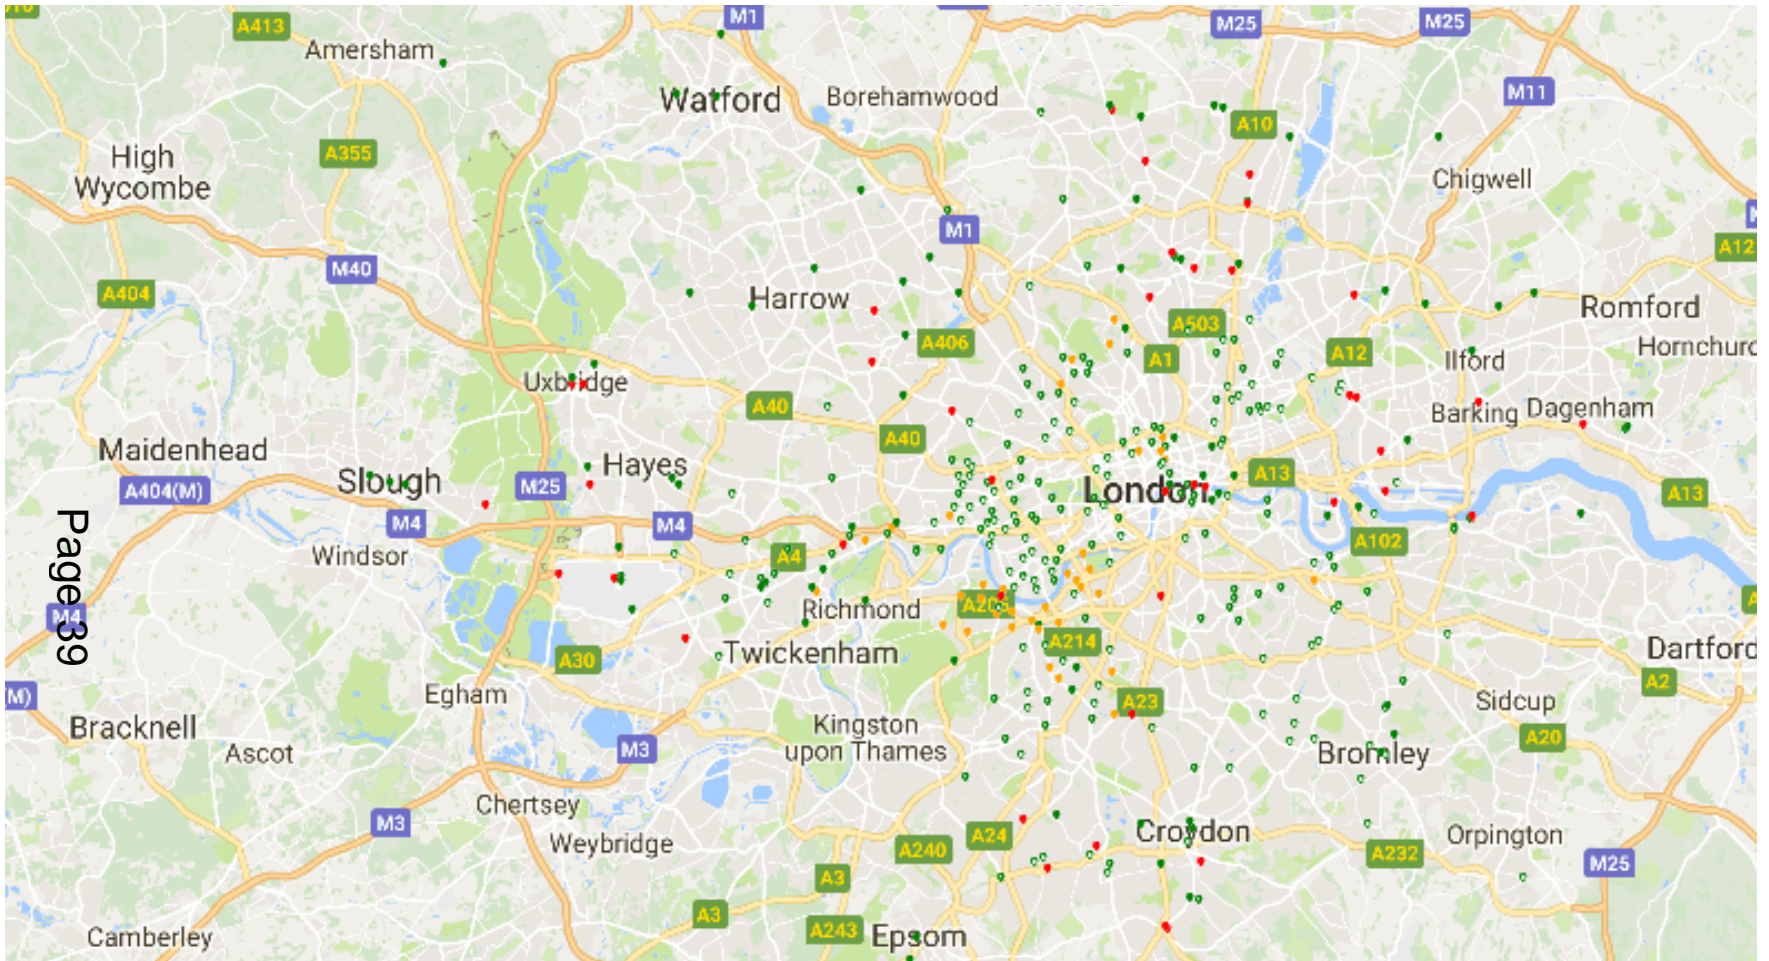 A413
M1
M25
M25
Amersham
Watford
Borehamwood
M11
A10
A355
High
Wycombe
Chigwell
M1
A12
M40
A404
Harrow
Romford
A503
A406
A1
A12
Ilford
Hornchurc
Uxbridge
A40
Barking
Dagenham
A40
Maidenhead
Slough
Hayes
A404(M)
M25
London
A13
A13
M4
M4
Page 39
Windsor
A4
A102
M4
Richmond
A205
Twickenham
A214
A30
Dartford
A2
(M)
Egham
A23
Sidcup
Bracknell
Ascot
Kingston
upon Thames
M3
A20
Bromley
Chertsey
M3
Weybridge
A24
Croydon
Orpington
A240
A232
M25
A3
A3
A243
Epsom
Camberley